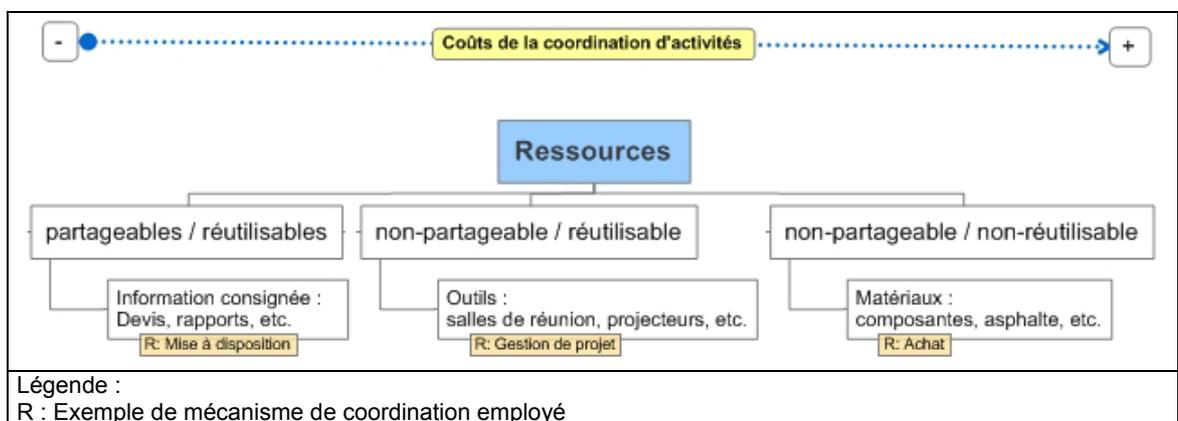 -
Coûts de la coordination d'activités
+
Ressources
partageables / réutilisables
non-partageable / réutilisable
non-partageable / non-réutilisable
Information consignée :
Devis, rapports, etc.
R: Mise à disposition
Outils :
salles de réunion, projecteurs, etc.
R: Gestion de projet
Matériaux :
composantes, asphalte, etc.
R: Achat
Légende :
R : Exemple de mécanisme de coordination employé